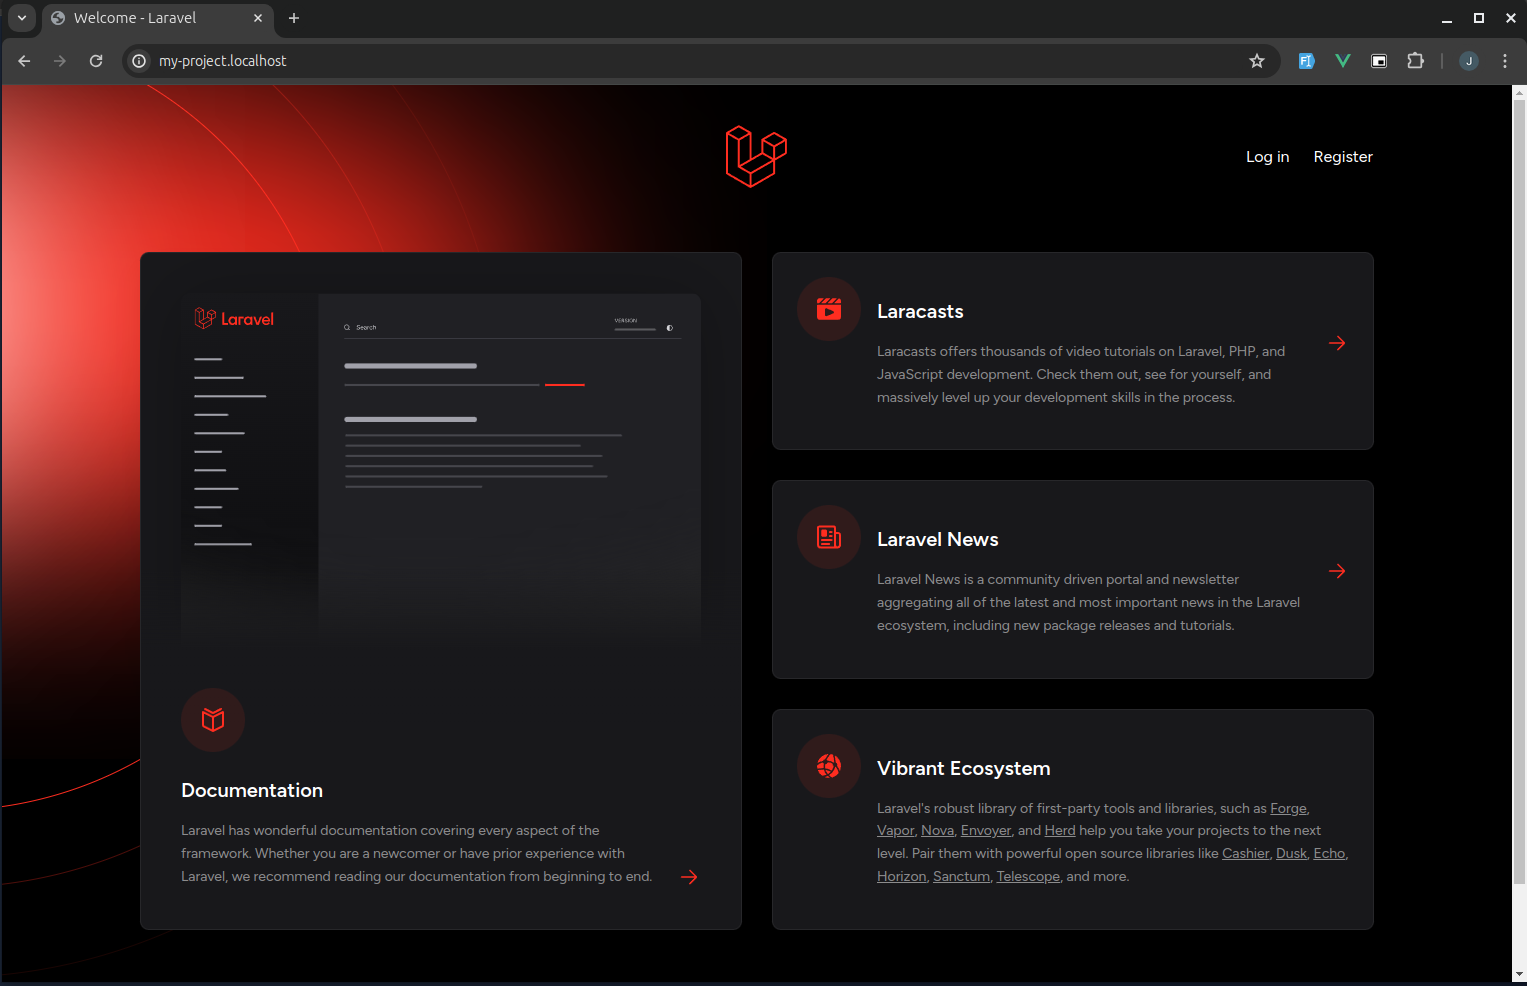 Welcome - Laravel
my-project.localhost
J
Log in
Register
Laravel
Search
VERSION
Documentation
Laravel has wonderful documentation covering every aspect of the
framework. Whether you are a newcomer or have prior experience with
Laravel, we recommend reading our documentation from beginning to end.
Laracasts
Laracasts offers thousands of video tutorials on Laravel, PHP, and
JavaScript development. Check them out, see for yourself, and
massively level up your development skills in the process.
Laravel News
Laravel News is a community driven portal and newsletter
aggregating all of the latest and most important news in the Laravel
ecosystem, including new package releases and tutorials.
Vibrant Ecosystem
Laravel's robust library of first-party tools and libraries, such as Forge,
Vapor, Nova, Envoyer, and Herd help you take your projects to the next
level. Pair them with powerful open source libraries like Cashier, Dusk, Echo,
Horizon, Sanctum, Telescope, and more.